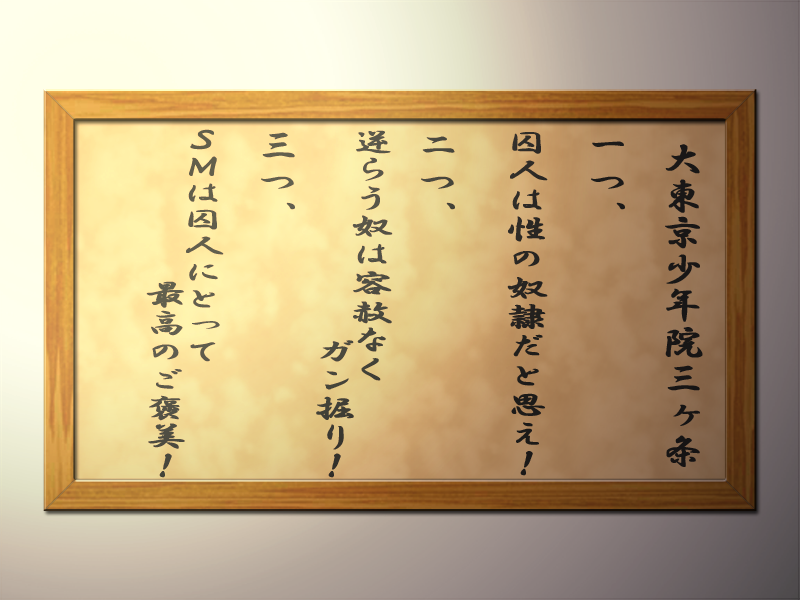 大東京少年院三ヶ条
一つ、
囚人は性の奴隷だと思え！
二つ、
逆らう奴は容赦なく
ガン掘り！
三つ、
ＳＭは囚人にとって
最高のご褒美！